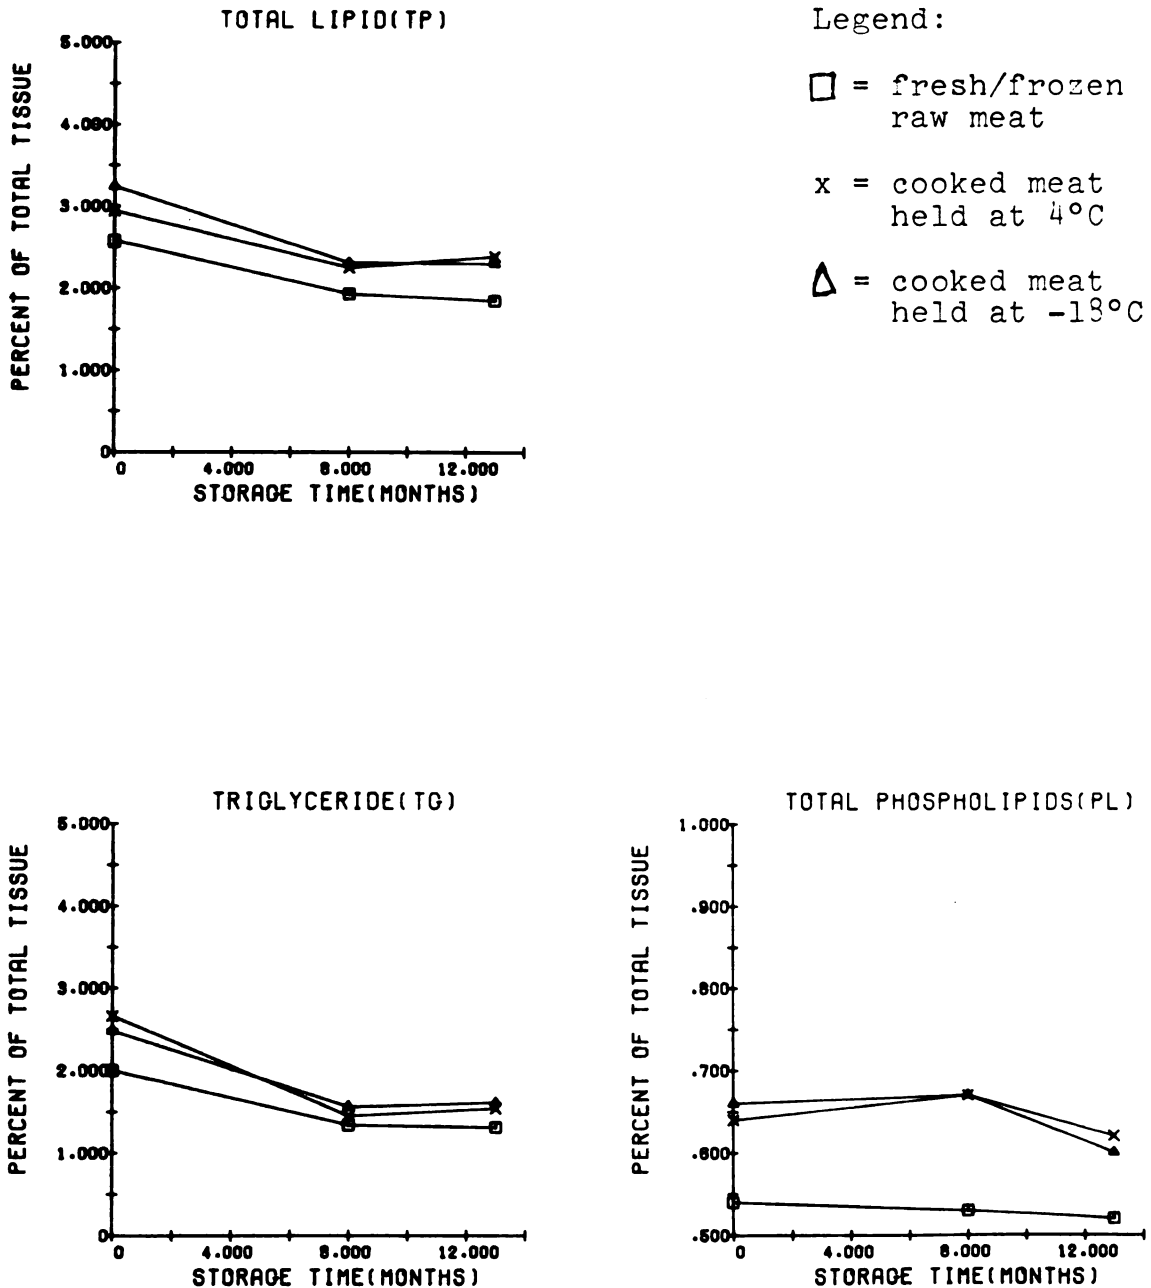 TOTAL LIPID(TP)
PERCENT OF TOTAL TISSUE
5.000
4.000
3.000
2.000
1.000
0
0 4.000 8.000 12.000
STORAGE TIME(MONTHS)
Legend:
□ = fresh/frozen
raw meat
x = cooked meat
held at 4°C
△ = cooked meat
held at -18°C
TRIGLYCERIDE(TG)
PERCENT OF TOTAL TISSUE
5.000
4.000
3.000
2.000
1.000
0
0 4.000 8.000 12.000
STORAGE TIME(MONTHS)
TOTAL PHOSPHOLIPIDS(PL)
PERCENT OF TOTAL TISSUE
1.000
.900
.800
.700
.600
.500
0 4.000 8.000 12.000
STORAGE TIME(MONTHS)